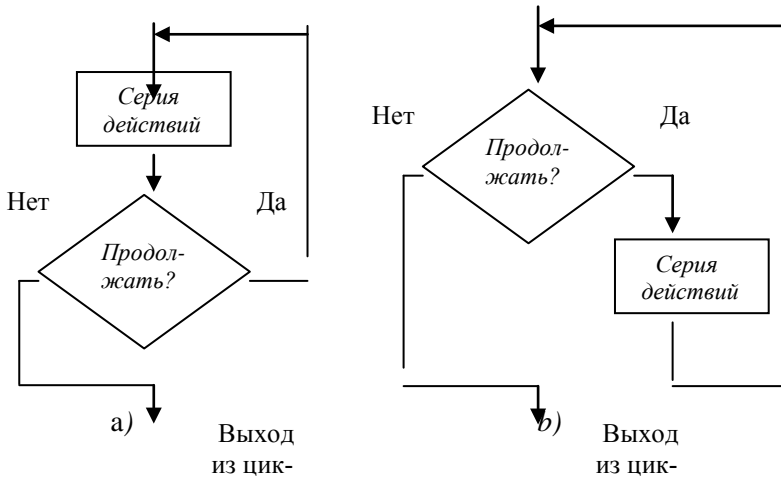 Серия
действий
Нет
Да
Продол-
жать?
а)
Выход
из цик-
Нет
Да
Продол-
жать?
Серия
действий
b)
Выход
из цик-